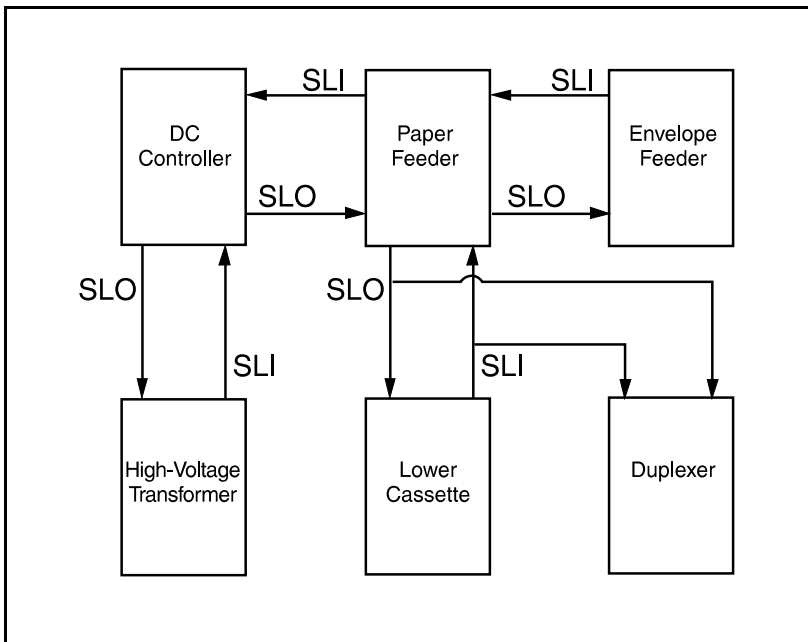 SLI
SLI
DC
Controller
Paper
Feeder
Envelope
Feeder
SLO
SLO
SLO
SLO
SLI
SLI
High-Voltage
Transformer
Lower
Cassette
Duplexer